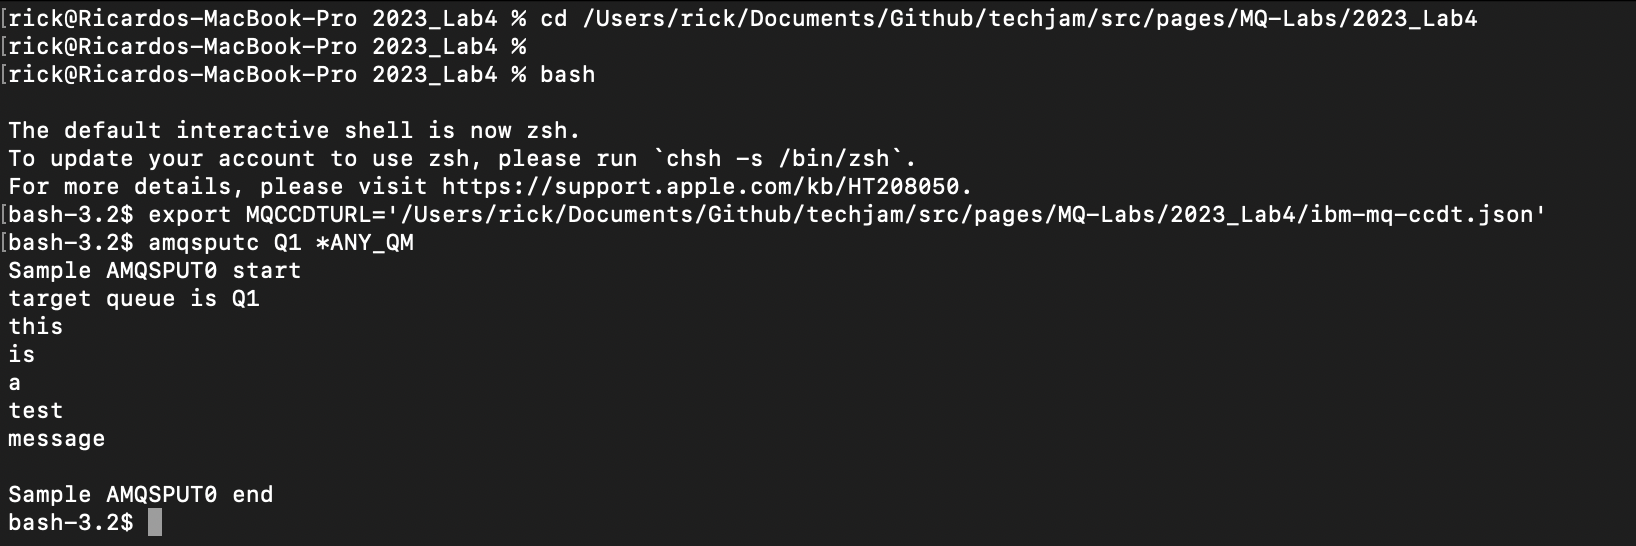 [rick@Ricardos-MacBook-Pro 2023_Lab4 % cd /Users/rick/Documents/Github/techjam/src/pages/MQ-Labs/2023_Lab4
[rick@Ricardos-MacBook-Pro 2023_Lab4 %
[rick@Ricardos-MacBook-Pro 2023_Lab4 % bash
The default interactive shell is now zsh.
To update your account to use zsh, please run `chsh -s /bin/zsh`.
For more details, please visit https://support.apple.com/kb/HT208050.
[bash-3.2$ export MQCCDTURL='/Users/rick/Documents/Github/techjam/src/pages/MQ-Labs/2023_Lab4/ibm-mq-ccdt.json'
[bash-3.2$ amqsputc Q1 *ANY_QM
Sample AMQSPUT0 start
target queue is Q1
this
is
a
test
message
Sample AMQSPUT0 end
bash-3.2$